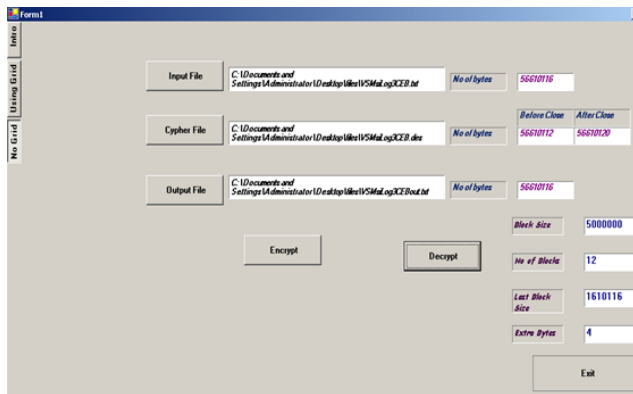 Form1
Intro
Using Grid
No Grid
Input File
C:\Documents and
Settings\Administrator\Desktop\files\VSMsiLog3CEB.txt
No of bytes
56610116
Before Close
After Close
Cypher File
C:\Documents and
Settings\Administrator\Desktop\files\VSMsiLog3CEB.des
No of bytes
56610112
56610120
Output File
C:\Documents and
Settings\Administrator\Desktop\files\VSMsiLog3CEBout.txt
No of bytes
56610116
Block Size
5000000
Encrypt
Decrypt
No of Blocks
12
Last Block
Size
1610116
Extra Bytes
4
Exit